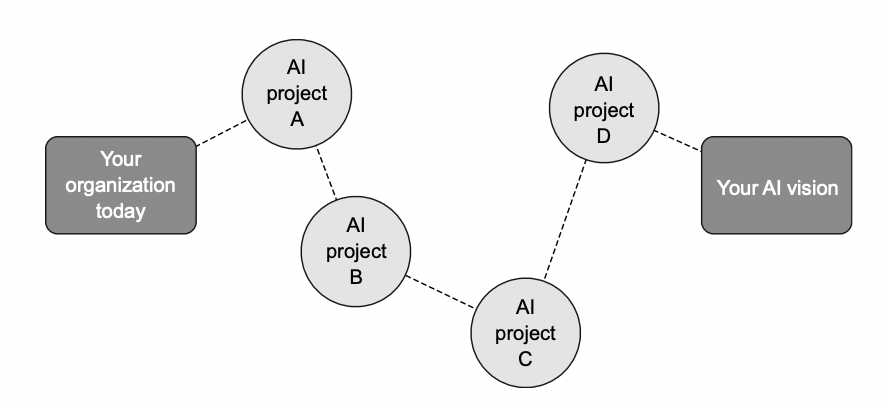 Your
organization
today
AI
project
A
AI
project
B
AI
project
C
AI
project
D
Your AI vision